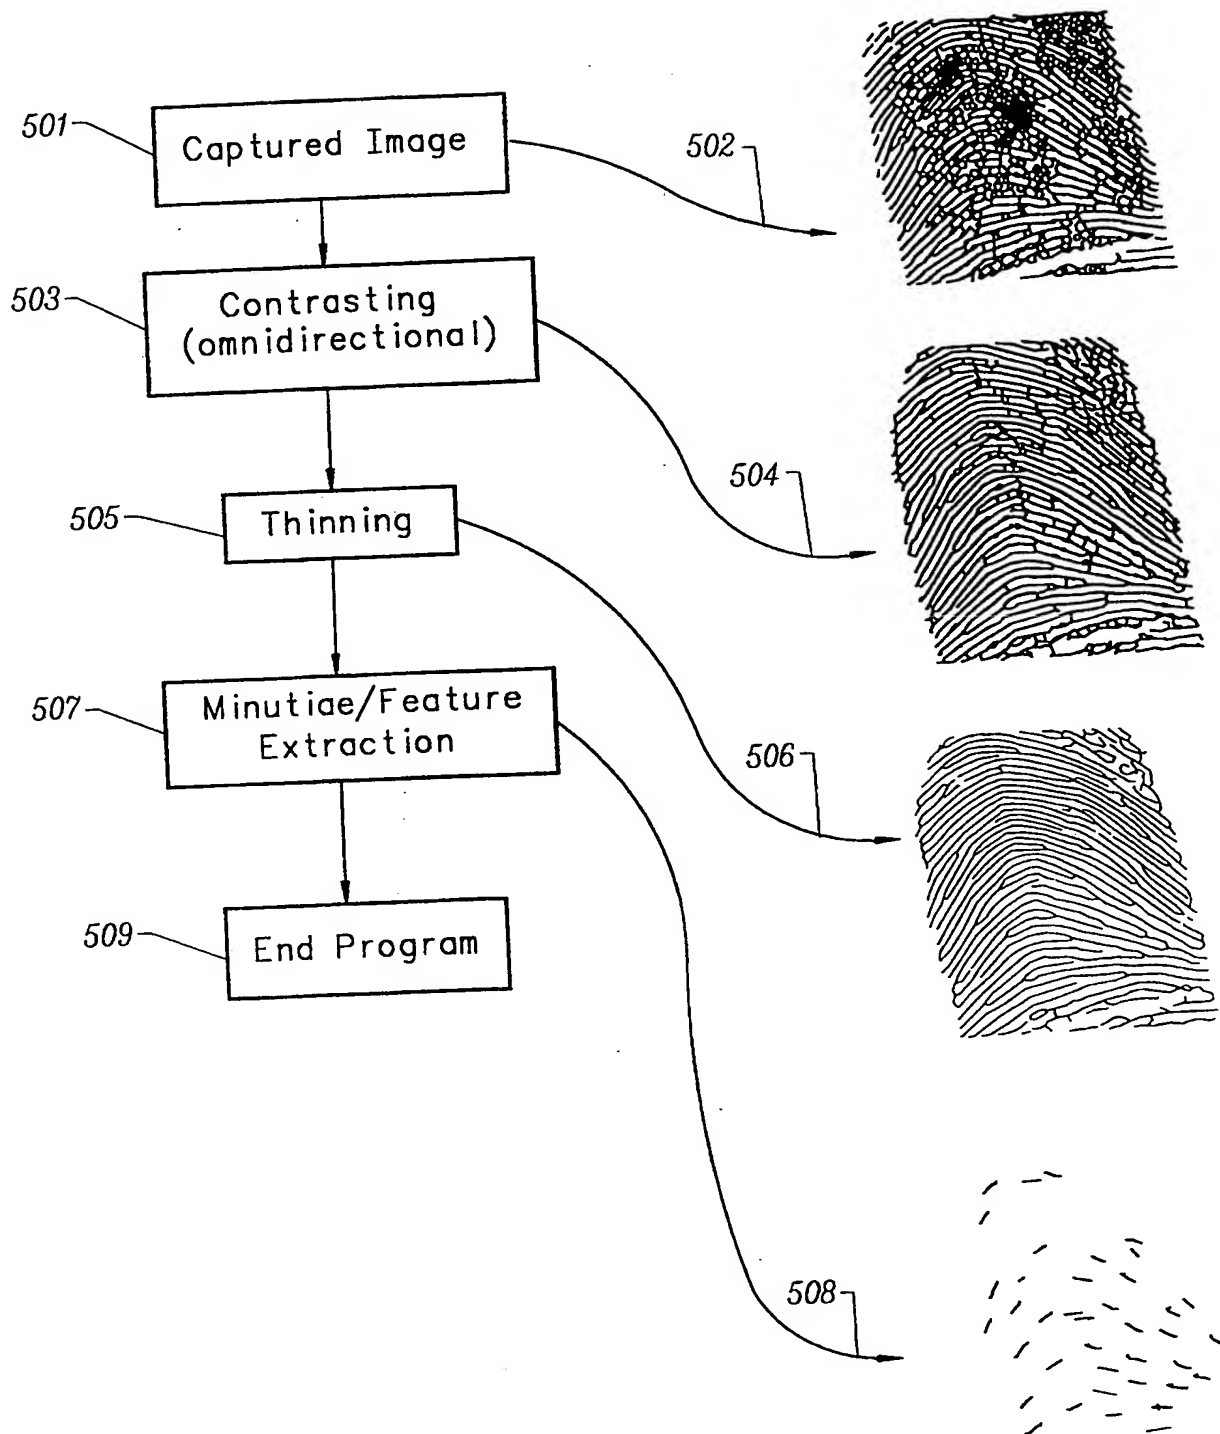 501
Captured Image
502
503
Contrasting
(omnidirectional)
504
505
Thinning
506
507
Minutiae/Feature
Extraction
508
509
End Program